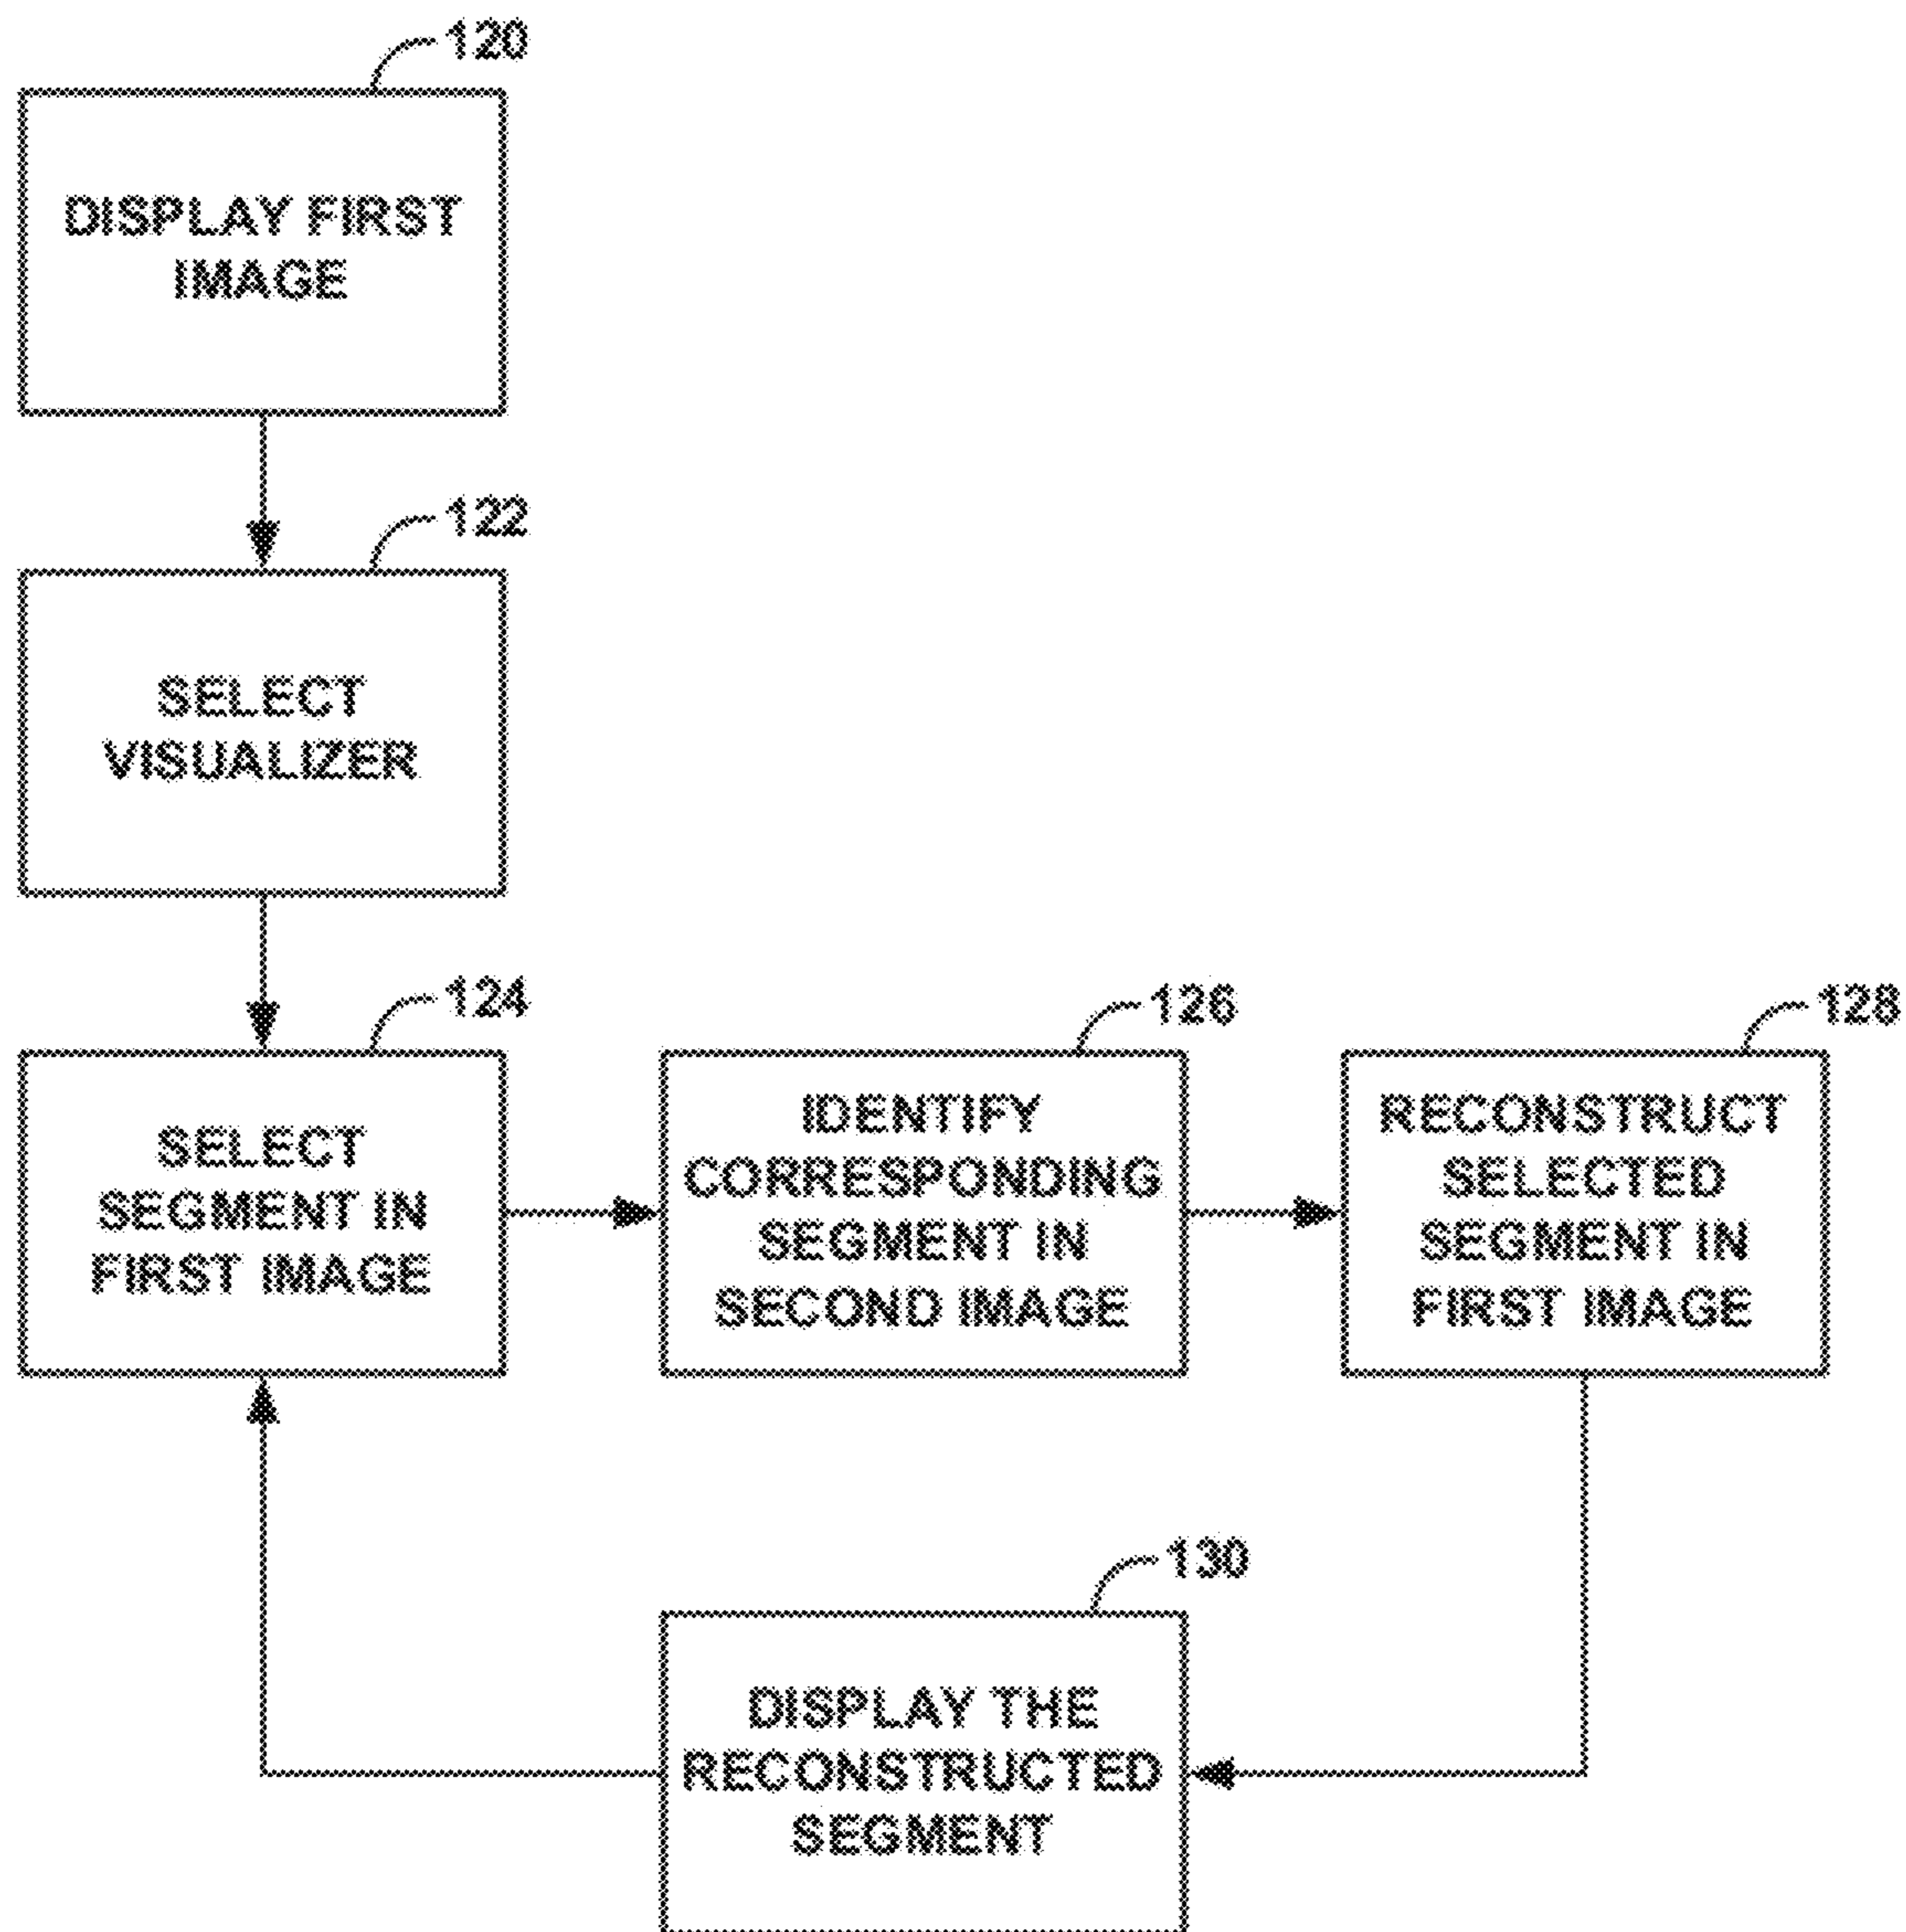 120
DISPLAY FIRST
IMAGE
122
SELECT
VISUALIZER
124
SELECT
SEGMENT IN
FIRST IMAGE
126
IDENTIFY
CORRESPONDING
SEGMENT IN
SECOND IMAGE
128
RECONSTRUCT
SELECTED
SEGMENT IN
FIRST IMAGE
130
DISPLAY THE
RECONSTRUCTED
SEGMENT